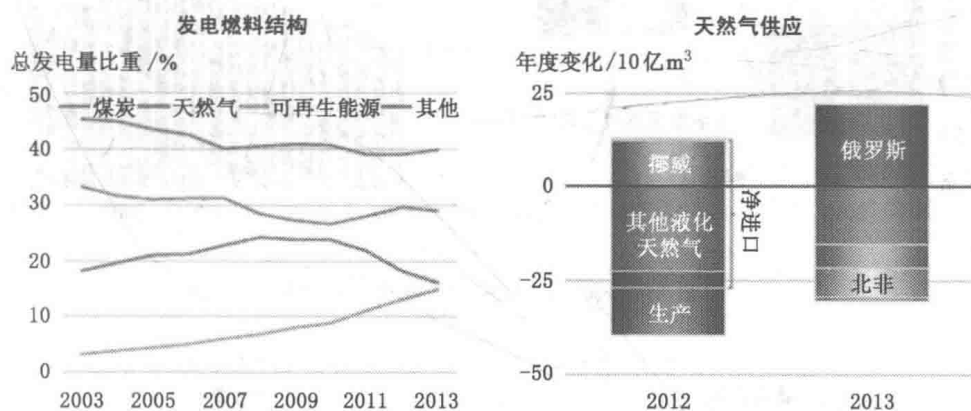 发电燃料结构
总发电量比重/%
50
煤炭 天然气 可再生能源 其他
40
30
20
10
0
2003 2005 2007 2009 2011 2013
天然气供应
年度变化/10亿m³
25
挪威
俄罗斯
0
净进口
其他液化
天然气
-25
北非
生产
-50
2012 2013